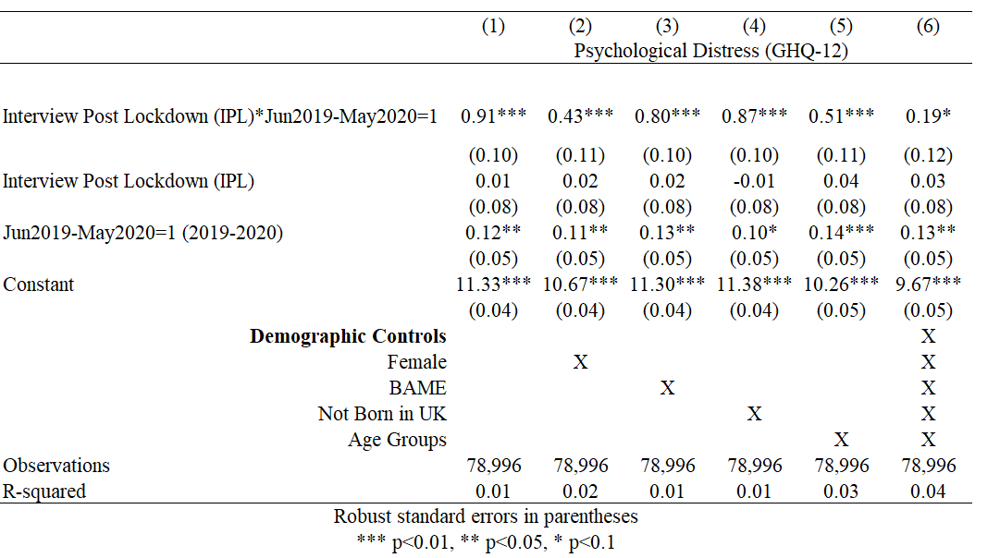 (1) (2) (3) (4) (5) (6)
Psychological Distress (GHQ-12)
Interview Post Lockdown (IPL)*Jun2019-May2020=1 0.91*** 0.43*** 0.80*** 0.87*** 0.51*** 0.19*
(0.10) (0.11) (0.10) (0.10) (0.11) (0.12)
Interview Post Lockdown (IPL) 0.01 0.02 0.02 -0.01 0.04 0.03
(0.08) (0.08) (0.08) (0.08) (0.08) (0.08)
Jun2019-May2020=1 (2019-2020) 0.12** 0.11** 0.13** 0.10* 0.14*** 0.13**
(0.05) (0.05) (0.05) (0.05) (0.05) (0.05)
Constant 11.33*** 10.67*** 11.30*** 11.38*** 10.26*** 9.67***
(0.04) (0.04) (0.04) (0.04) (0.05) (0.05)
Demographic Controls X
Female X X
BAME X X
Not Born in UK X X
Age Groups X X
Observations 78,996 78,996 78,996 78,996 78,996 78,996
R-squared 0.01 0.02 0.01 0.01 0.03 0.04
Robust standard errors in parentheses
*** p<0.01, ** p<0.05, * p<0.1